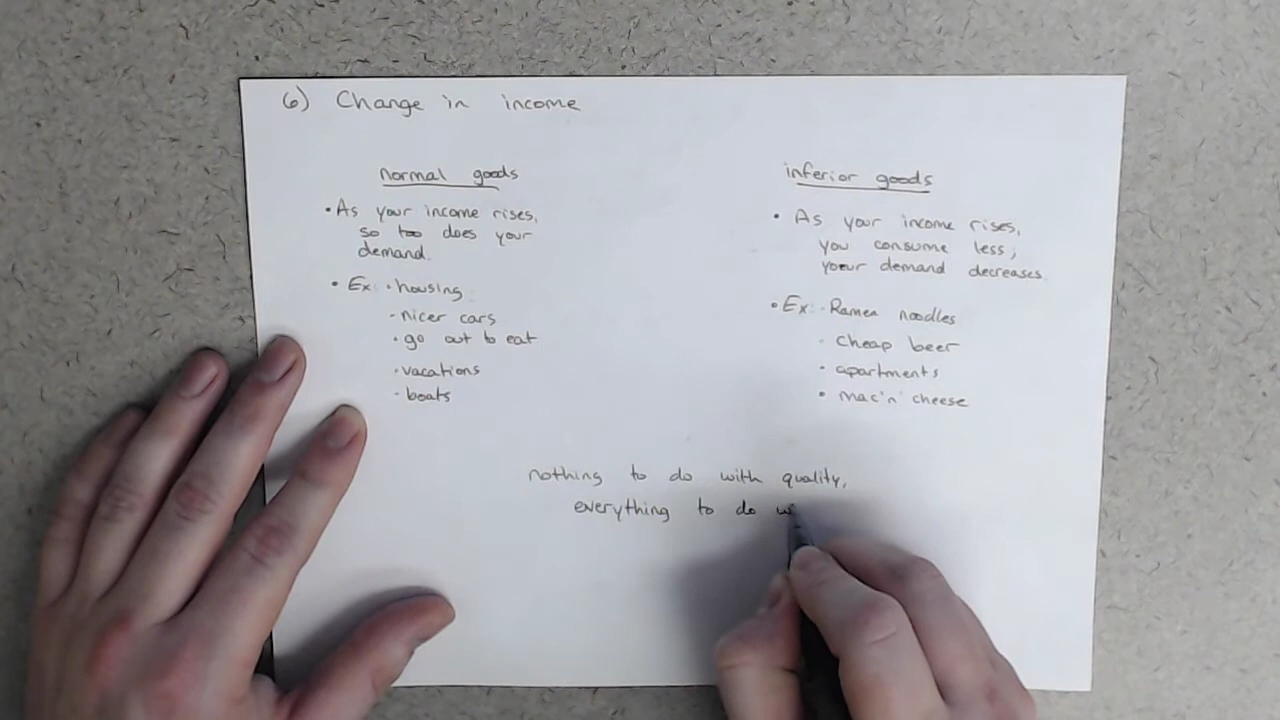 6) Change in income
normal goods
• As your income rises,
so too does your
demand.
• Ex: • housing
- nicer cars
• go out to eat
• vacations
- boats
inferior goods
• As your income rises,
you consume less;
your demand decreases.
• Ex: • Ramen noodles
• cheap beer
• apartments
• mac 'n' cheese
nothing to do with quality,
everything to do